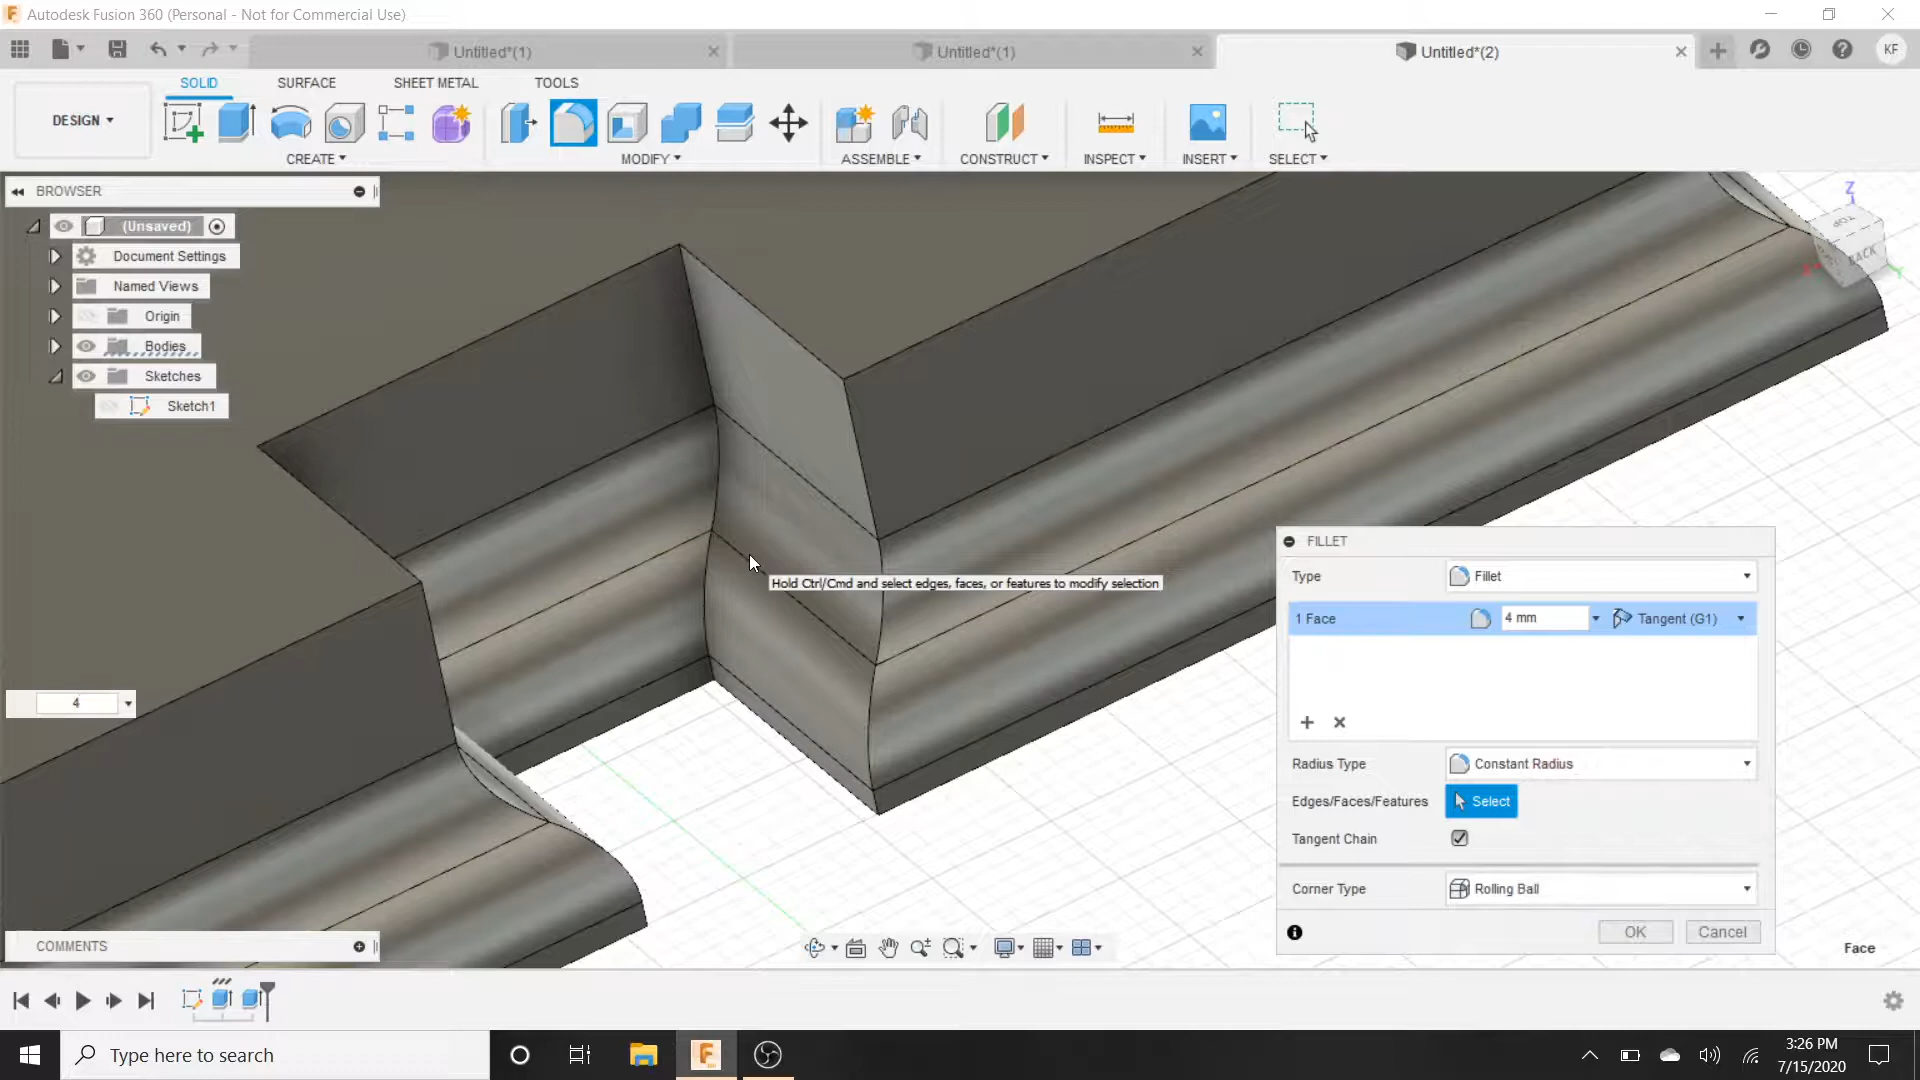 Autodesk Fusion 360 (Personal - Not for Commercial Use)
Untitled*(1)
Untitled*(1)
Untitled*(2)
KF
SOLID
SURFACE
SHEET METAL
TOOLS
DESIGN
CREATE
MODIFY
ASSEMBLE
CONSTRUCT
INSPECT
INSERT
SELECT
BROWSER
(Unsaved)
Document Settings
Named Views
Origin
Bodies
Sketches
Sketch1
Z
TOP
BACK
Hold Ctrl/Cmd and select edges, faces, or features to modify selection
4
FILLET
Type
Fillet
1 Face
4 mm
Tangent (G1)
Radius Type
Constant Radius
Edges/Faces/Features
Select
Tangent Chain
Corner Type
Rolling Ball
OK
Cancel
COMMENTS
Face
Type here to search
3:26 PM
7/15/2020